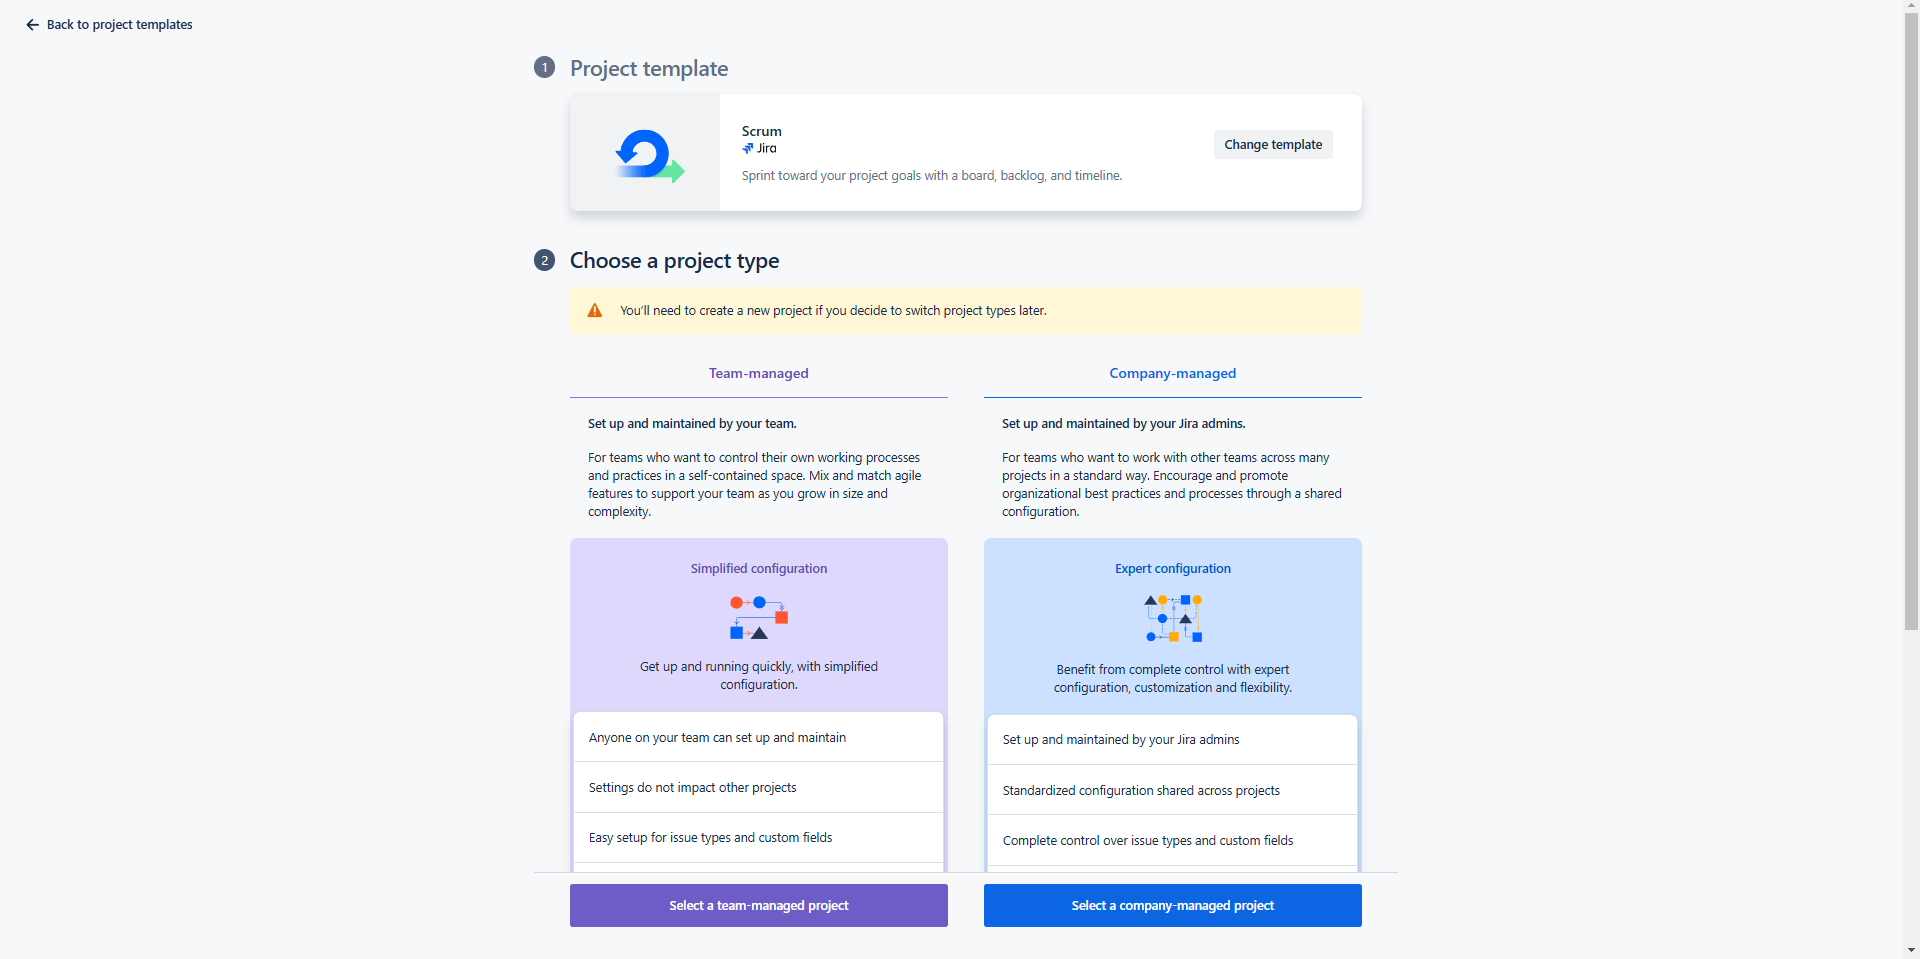 Back to project templates
1
Project template
Scrum
Jira
Sprint toward your project goals with a board, backlog, and timeline.
Change template
2
Choose a project type
You'll need to create a new project if you decide to switch project types later.
Team-managed
Set up and maintained by your team.
For teams who want to control their own working processes
and practices in a self-contained space. Mix and match agile
features to support your team as you grow in size and
complexity.
Simplified configuration
Get up and running quickly, with simplified
configuration.
Anyone on your team can set up and maintain
Settings do not impact other projects
Easy setup for issue types and custom fields
Select a team-managed project
Company-managed
Set up and maintained by your Jira admins.
For teams who want to work with other teams across many
projects in a standard way. Encourage and promote
organizational best practices and processes through a shared
configuration.
Expert configuration
Benefit from complete control with expert
configuration, customization and flexibility.
Set up and maintained by your Jira admins
Standardized configuration shared across projects
Complete control over issue types and custom fields
Select a company-managed project